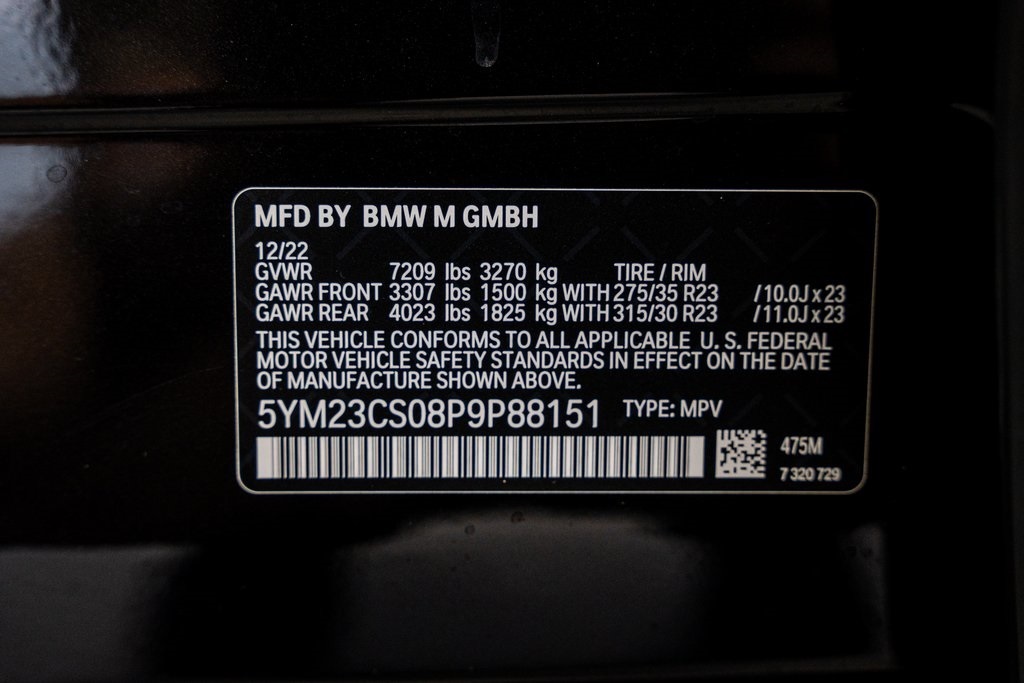 MFD BY BMW M GMBH
12/22
GVWR 7209 lbs 3270 kg TIRE / RIM
GAWR FRONT 3307 lbs 1500 kg WITH 275/35 R23 / 10.0J x 23
GAWR REAR 4023 lbs 1825 kg WITH 315/30 R23 / 11.0J x 23
THIS VEHICLE CONFORMS TO ALL APPLICABLE U. S. FEDERAL
MOTOR VEHICLE SAFETY STANDARDS IN EFFECT ON THE DATE
OF MANUFACTURE SHOWN ABOVE.
5YM23CS08P9P88151 TYPE: MPV
475M
7 320 729